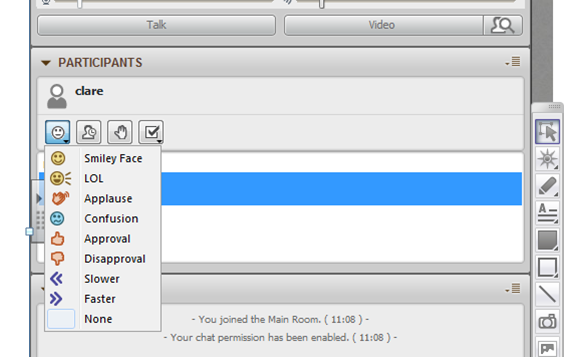 Talk Video
PARTICIPANTS
clare
Smiley Face
LOL
Applause
Confusion
Approval
Disapproval
Slower
Faster
None
- You joined the Main Room. ( 11:08 ) -
- Your chat permission has been enabled. ( 11:08 ) -